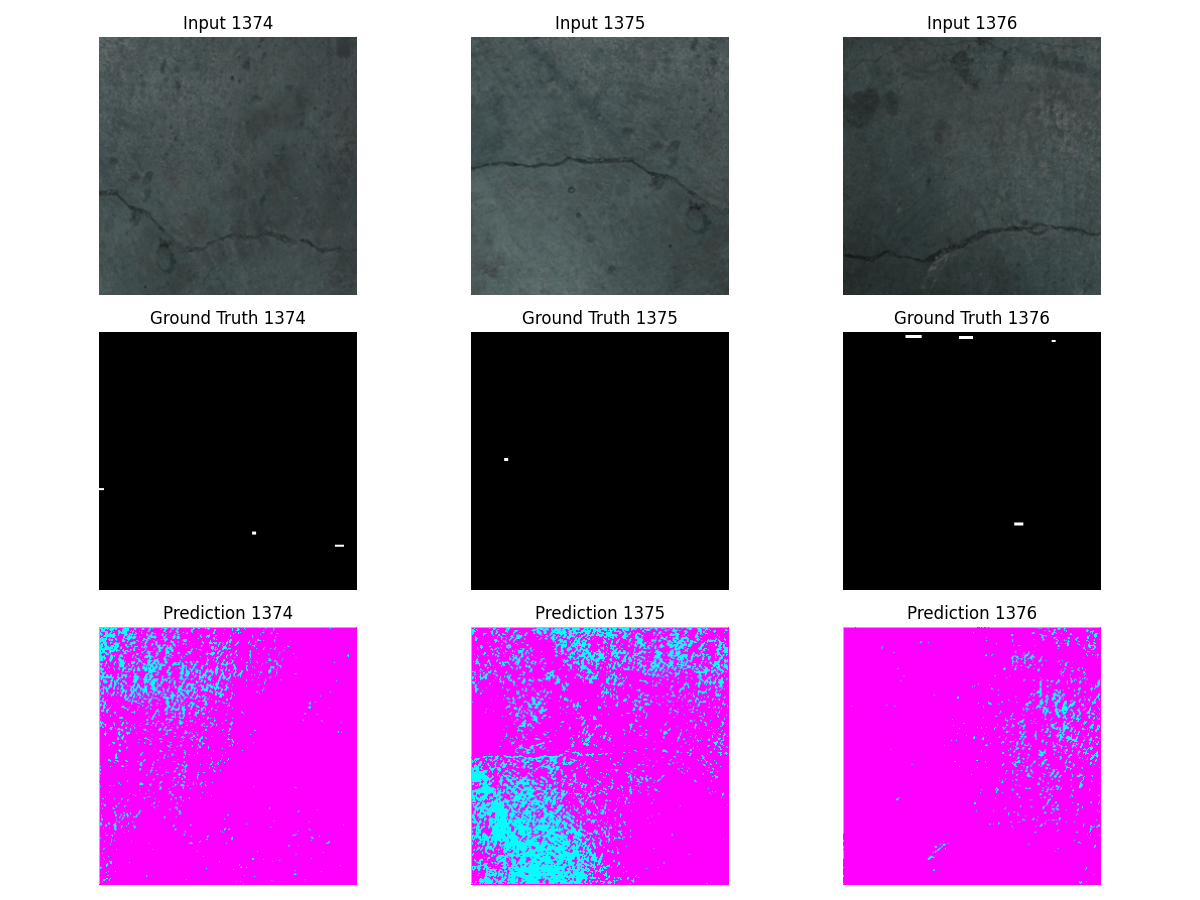 Input 1374
Input 1375
Input 1376
Ground Truth 1374
Ground Truth 1375
Ground Truth 1376
Prediction 1374
Prediction 1375
Prediction 1376